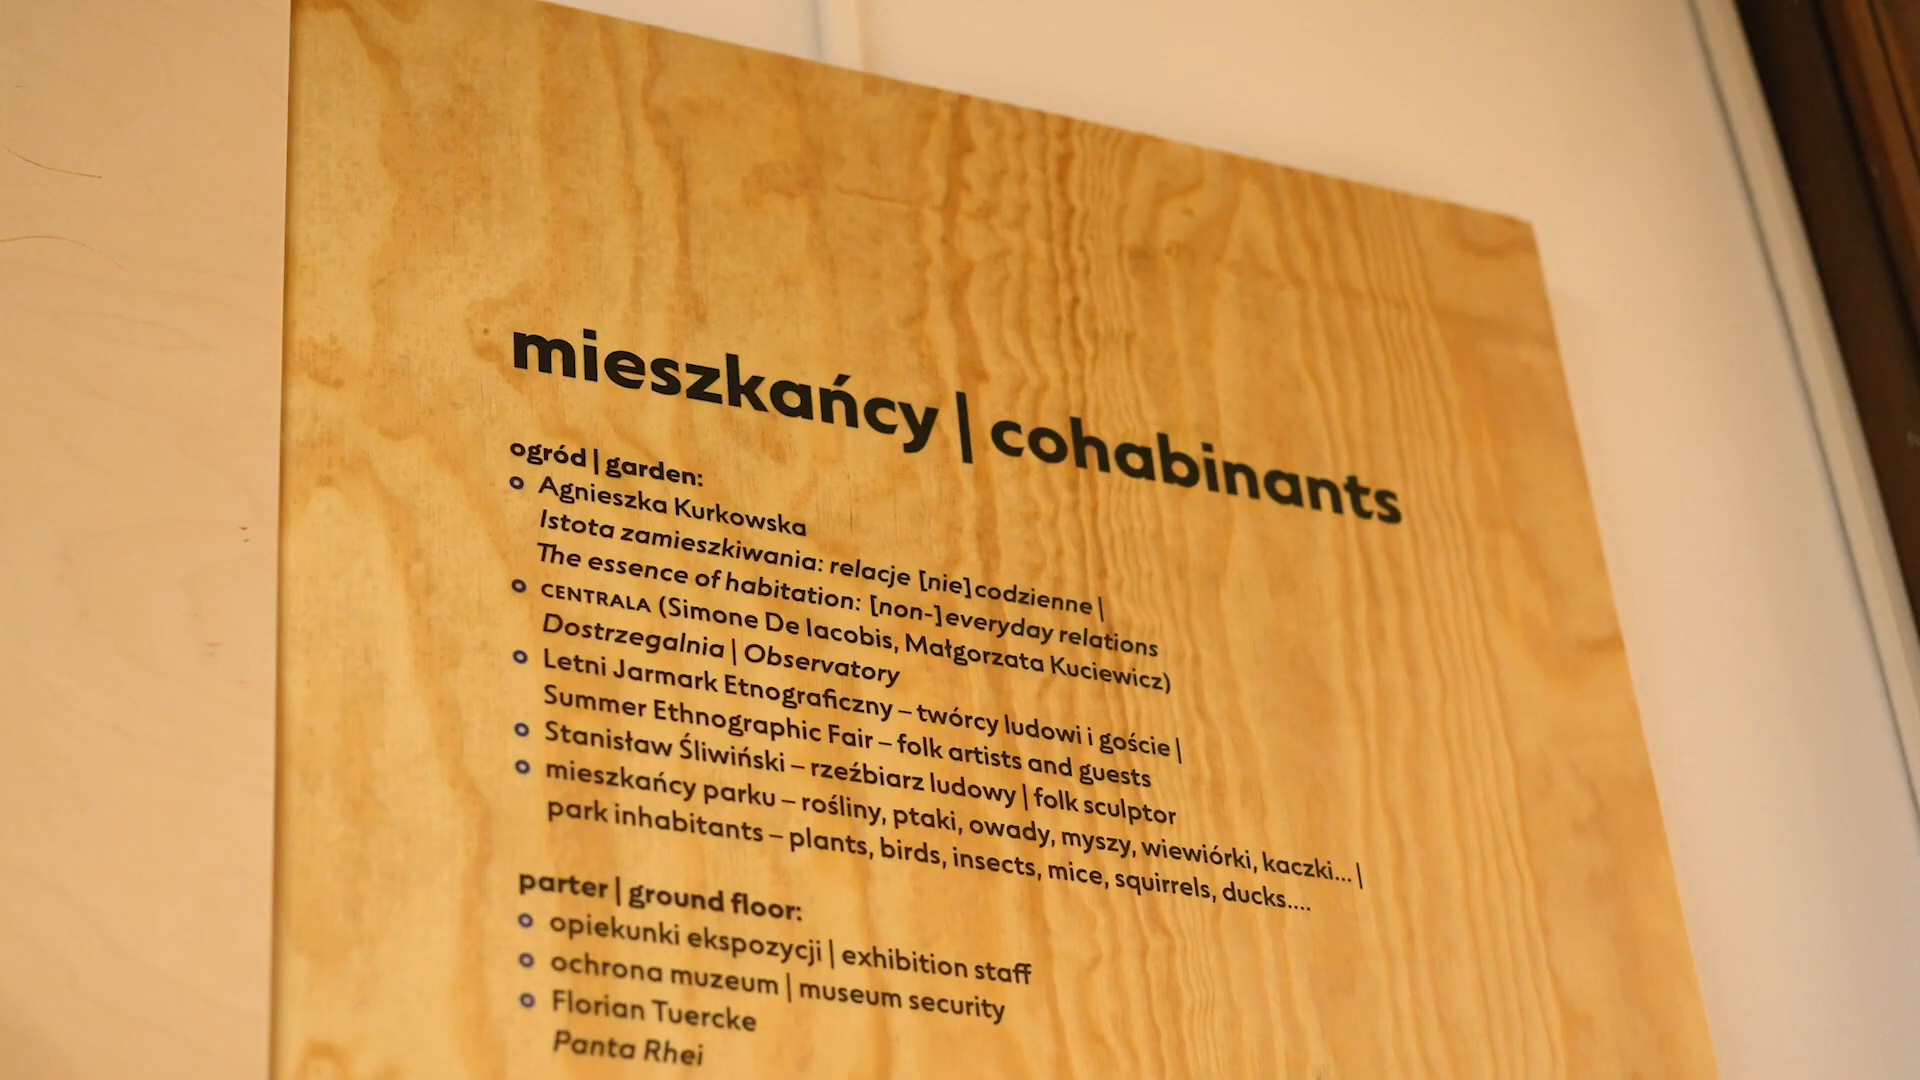 mieszkańcy | cohabinants
ogród | garden:
Agnieszka Kurkowska
Istota zamieszkiwania: relacje [nie]codzienne |
The essence of habitation: [non-]everyday relations
CENTRALA (Simone De Iacobis, Małgorzata Kuciewicz)
Dostrzegalnia | Observatory
Letni Jarmark Etnograficzny – twórcy ludowi i goście |
Summer Ethnographic Fair – folk artists and guests
Stanisław Śliwiński – rzeźbiarz ludowy | folk sculptor
mieszkańcy parku – rośliny, ptaki, owady, myszy, wiewiórki, kaczki... |
park inhabitants – plants, birds, insects, mice, squirrels, ducks....
parter | ground floor:
opiekunki ekspozycji | exhibition staff
ochrona muzeum | museum security
Florian Tuercke
Panta Rhei